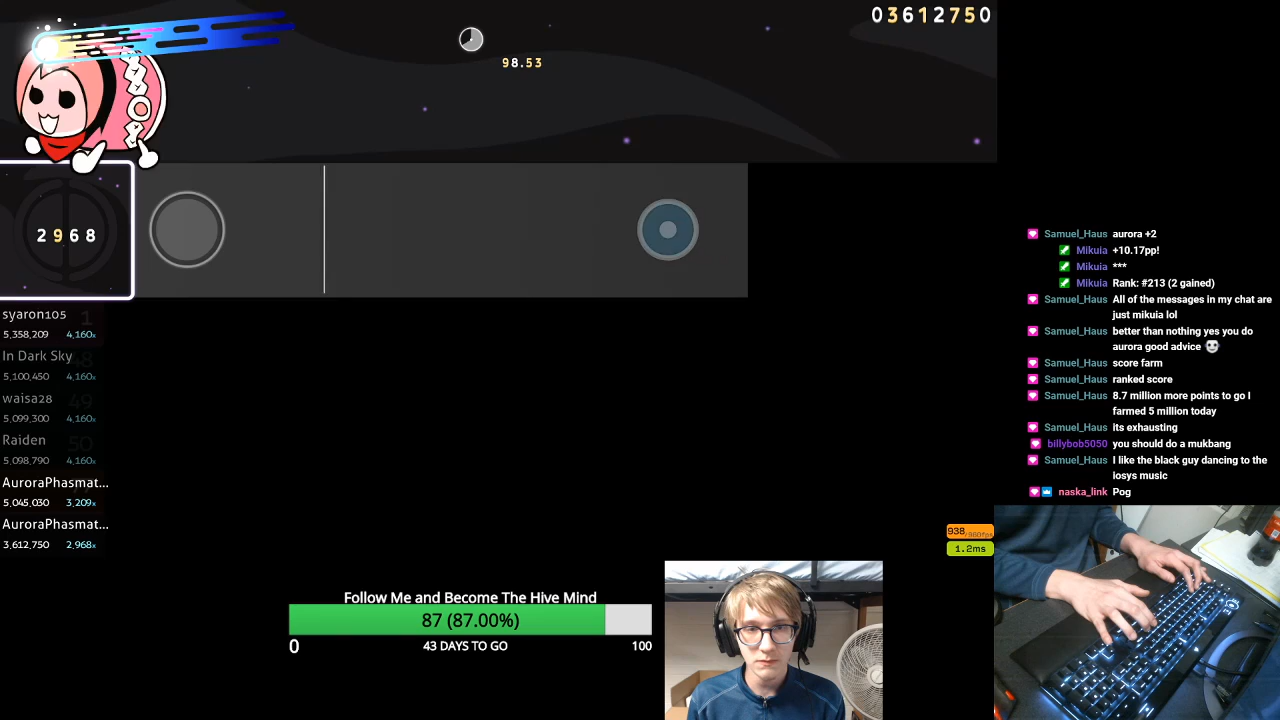 03612750
98.53
2968
syaron105 1
5,358,209 4,160x
In Dark Sky 48
5,100,450 4,160x
waisa28 49
5,099,300 4,160x
Raiden 50
5,098,790 4,160x
AuroraPhasmat...
5,045,030 3,209x
AuroraPhasmat...
3,612,750 2,968x
Samuel_Haus aurora +2
Mikuia +10.17pp!
Mikuia ***
Mikuia Rank: #213 (2 gained)
Samuel_Haus All of the messages in my chat are
just mikuia lol
Samuel_Haus better than nothing yes you do
aurora good advice
Samuel_Haus score farm
Samuel_Haus ranked score
Samuel_Haus 8.7 million more points to go I
farmed 5 million today
Samuel_Haus its exhausting
billybob5050 you should do a mukbang
Samuel_Haus I like the black guy dancing to the
iosys music
naska_link Pog
938/960fps
1.2ms
Follow Me and Become The Hive Mind
87 (87.00%)
0 43 DAYS TO GO 100